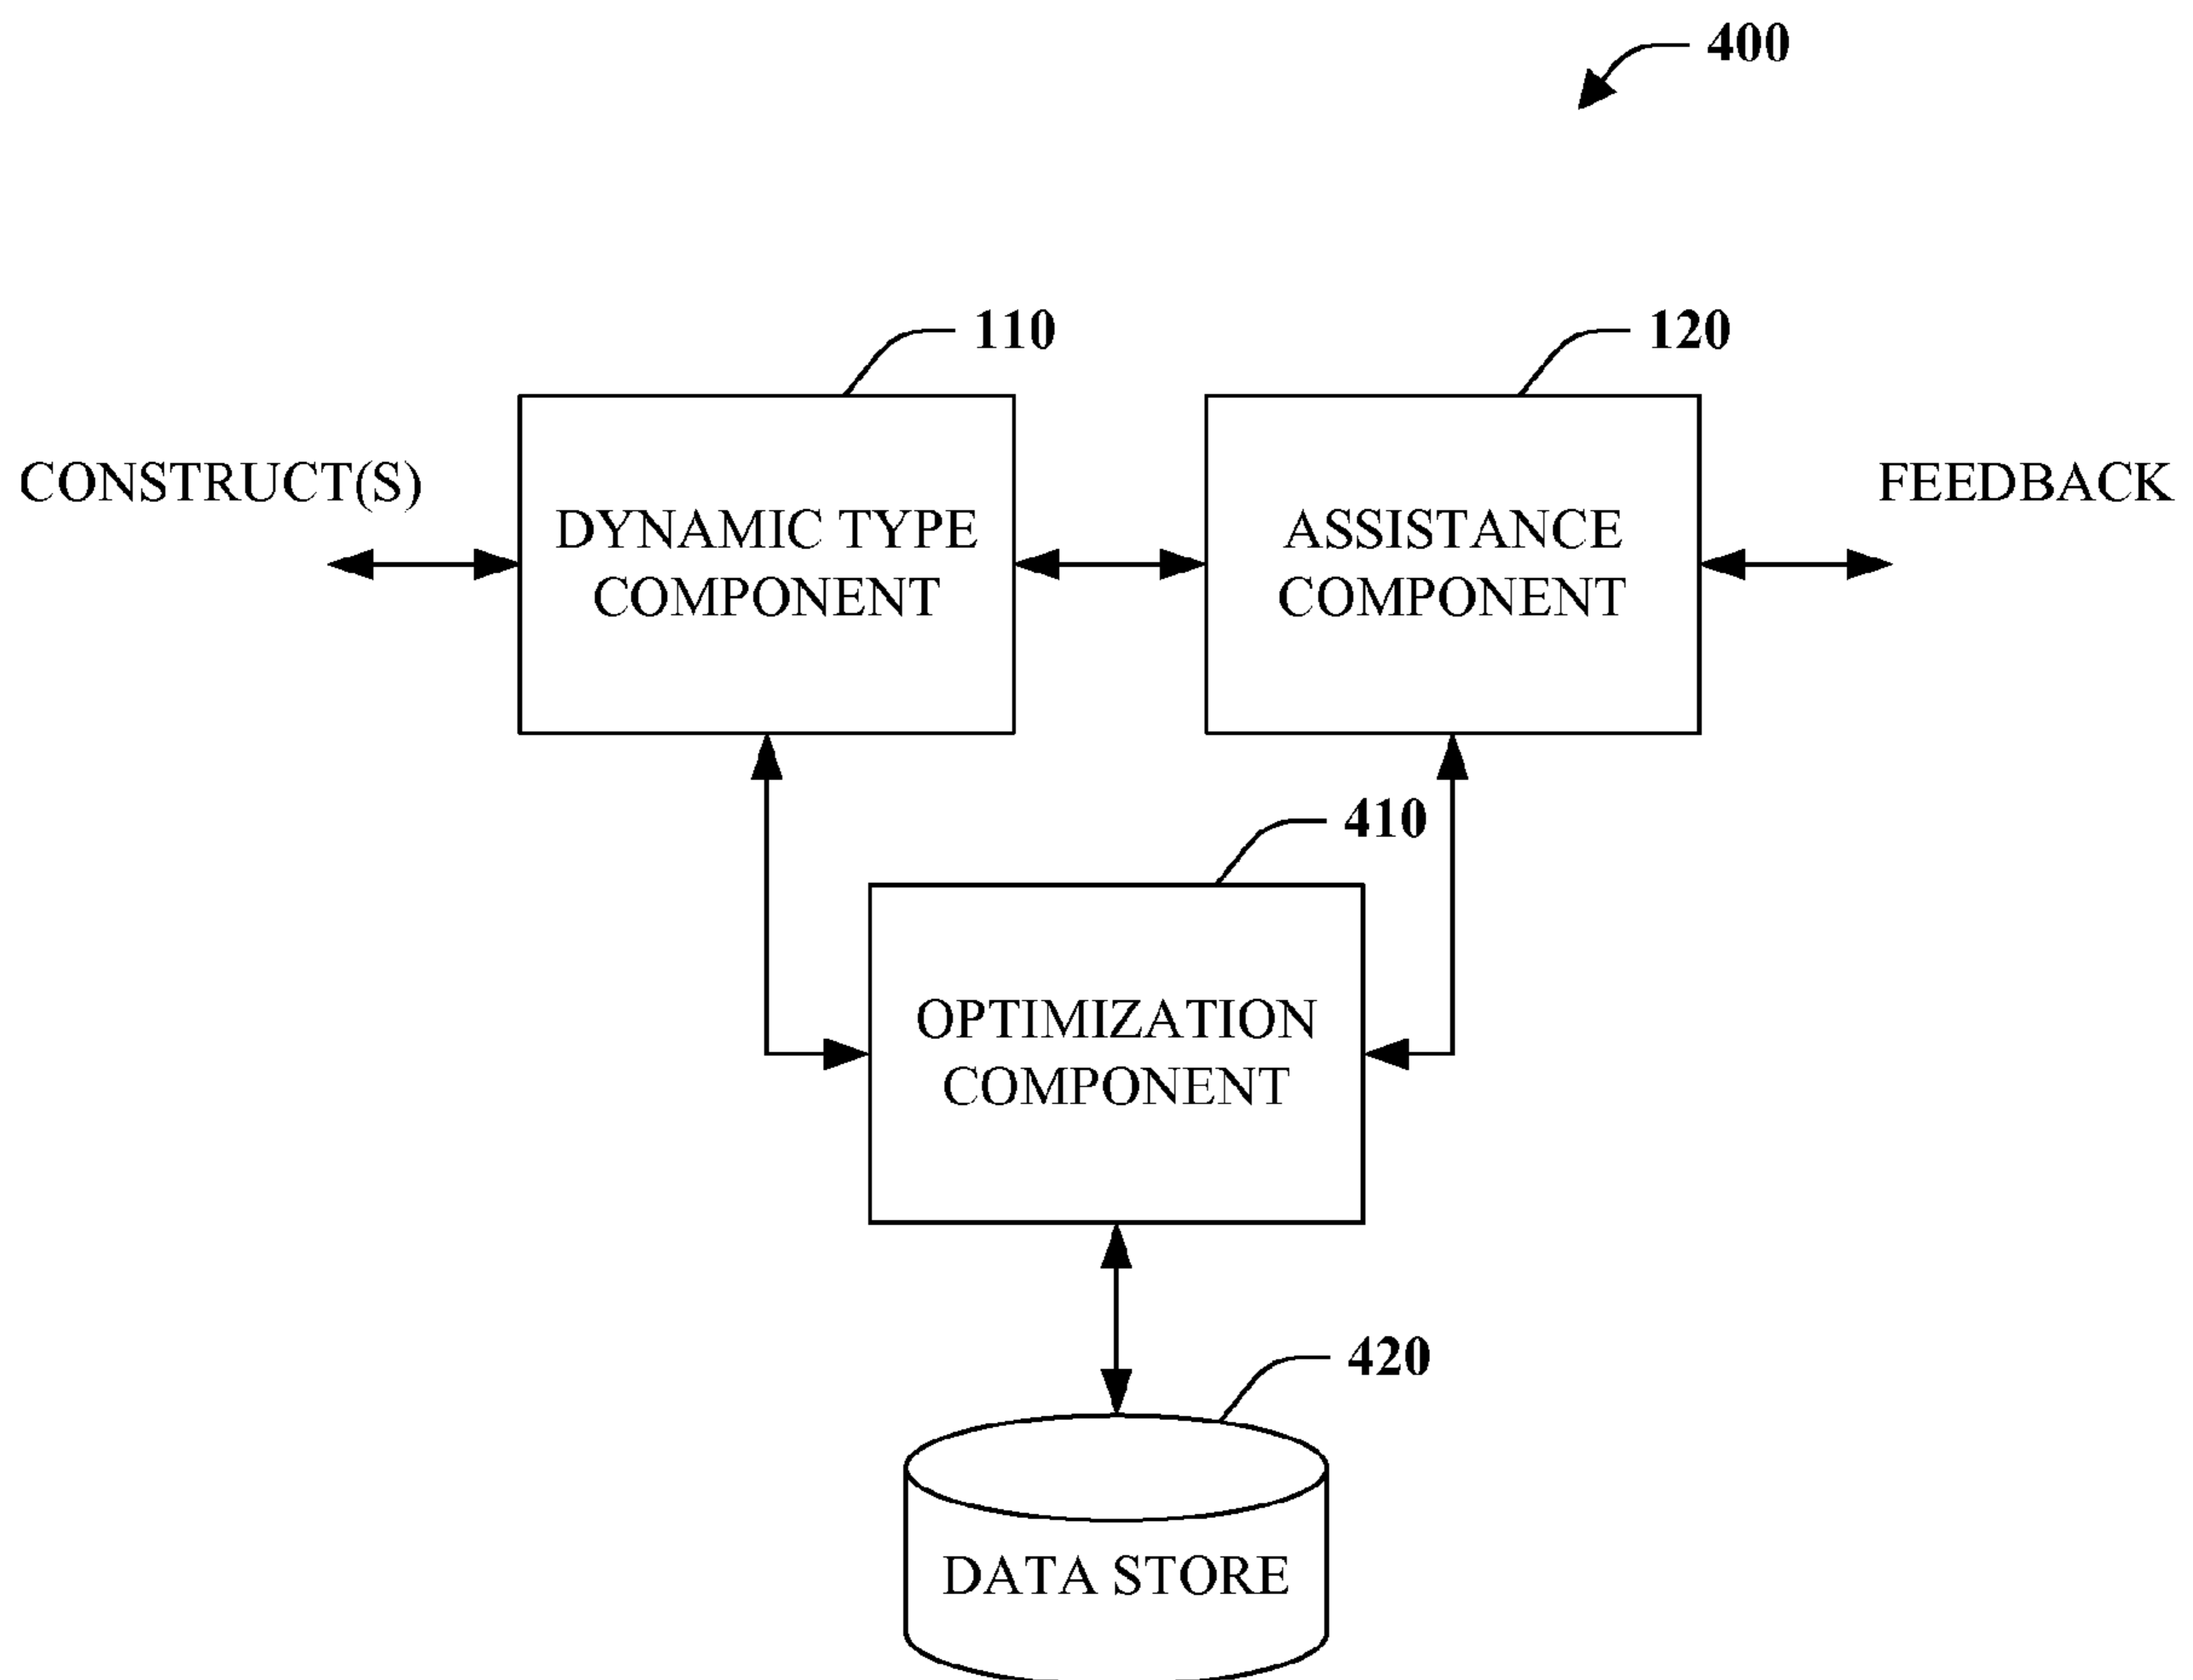 400
110
120
CONSTRUCT(S)
FEEDBACK
DYNAMIC TYPE
COMPONENT
ASSISTANCE
COMPONENT
410
OPTIMIZATION
COMPONENT
420
DATA STORE